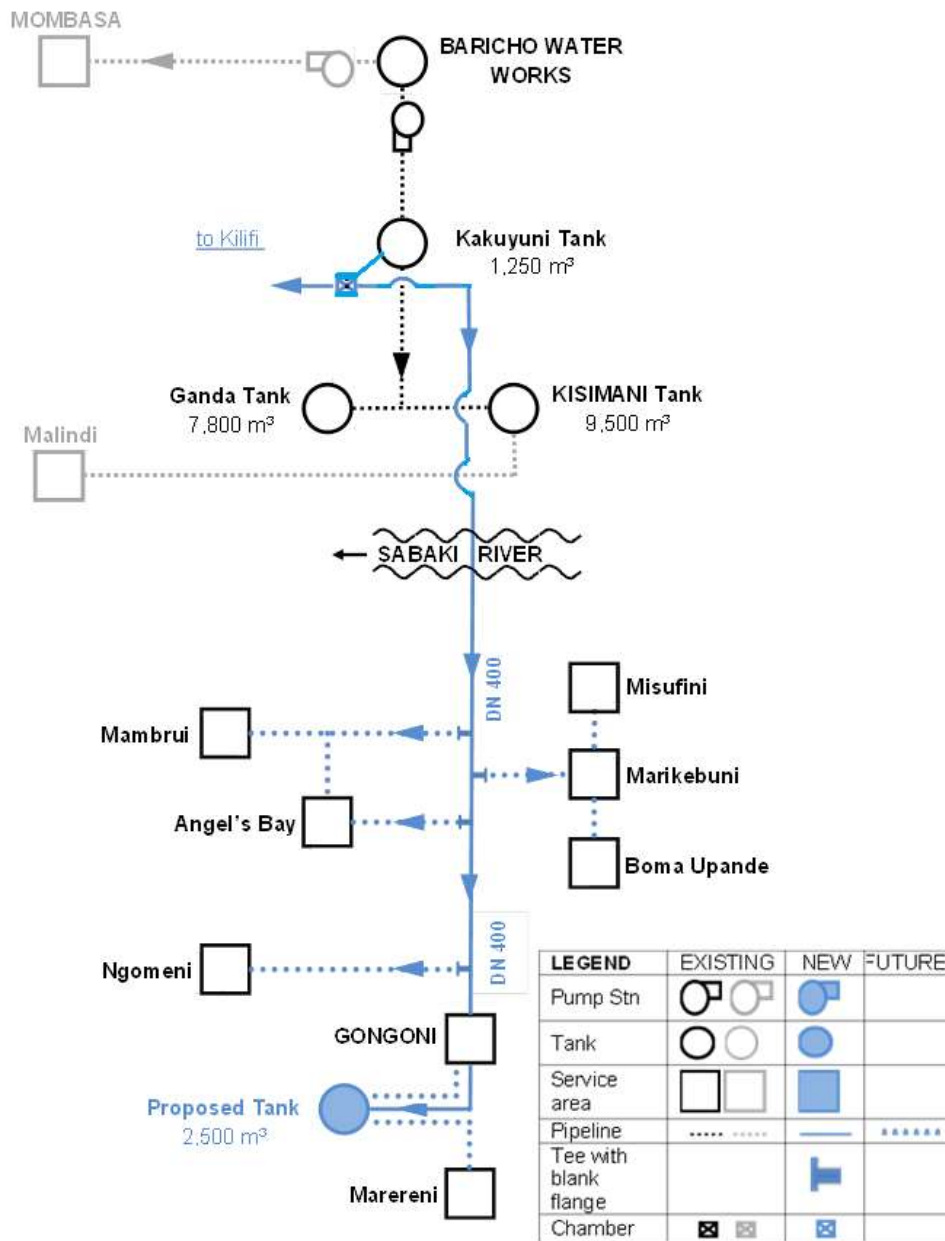 MOMBASA
BARICHO WATER
WORKS
to Kilifi
Kakuyuni Tank
1,250 m³
Ganda Tank
7,800 m³
KISIMANI Tank
9,500 m³
Malindi
SABAKI RIVER
DN 400
Misufini
Mambrui
Marikebuni
Angel's Bay
Boma Upande
DN 400
Ngomeni
GONGONI
Proposed Tank
2,500 m³
Marereni
LEGEND EXISTING NEW FUTURE
Pump Stn
Tank
Service
area
Pipeline
Tee with
blank
flange
Chamber